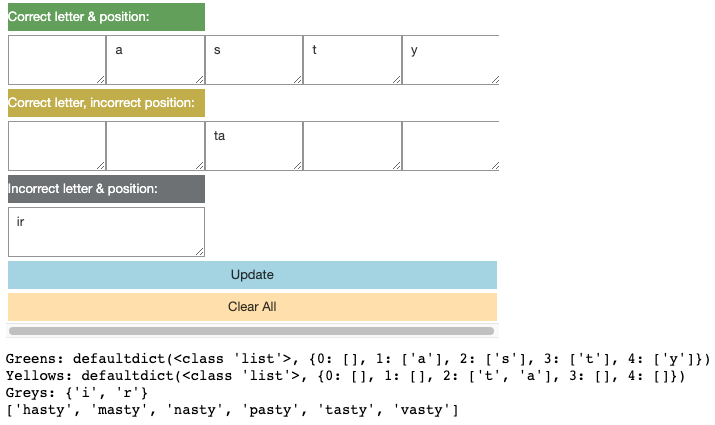 Correct letter & position:
a s t y
Correct letter, incorrect position:
ta
Incorrect letter & position:
ir
Update
Clear All
Greens: defaultdict(<class 'list'>, {0: [], 1: ['a'], 2: ['s'], 3: ['t'], 4: ['y']})
Yellows: defaultdict(<class 'list'>, {0: [], 1: [], 2: ['t', 'a'], 3: [], 4: []})
Greys: {'i', 'r'}
['hasty', 'masty', 'nasty', 'pasty', 'tasty', 'vasty']